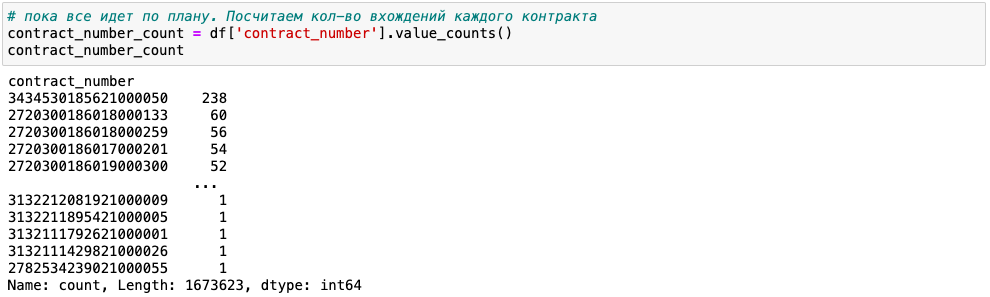 # пока все идет по плану. Посчитаем кол-во вхождений каждого контракта
contract_number_count = df['contract_number'].value_counts()
contract_number_count
contract_number
3434530185621000050    238
2720300186018000133     60
2720300186018000259     56
2720300186017000201     54
2720300186019000300     52
...
3132212081921000009      1
3132211895421000005      1
3132111792621000001      1
3132111429821000026      1
2782534239021000055      1
Name: count, Length: 1673623, dtype: int64